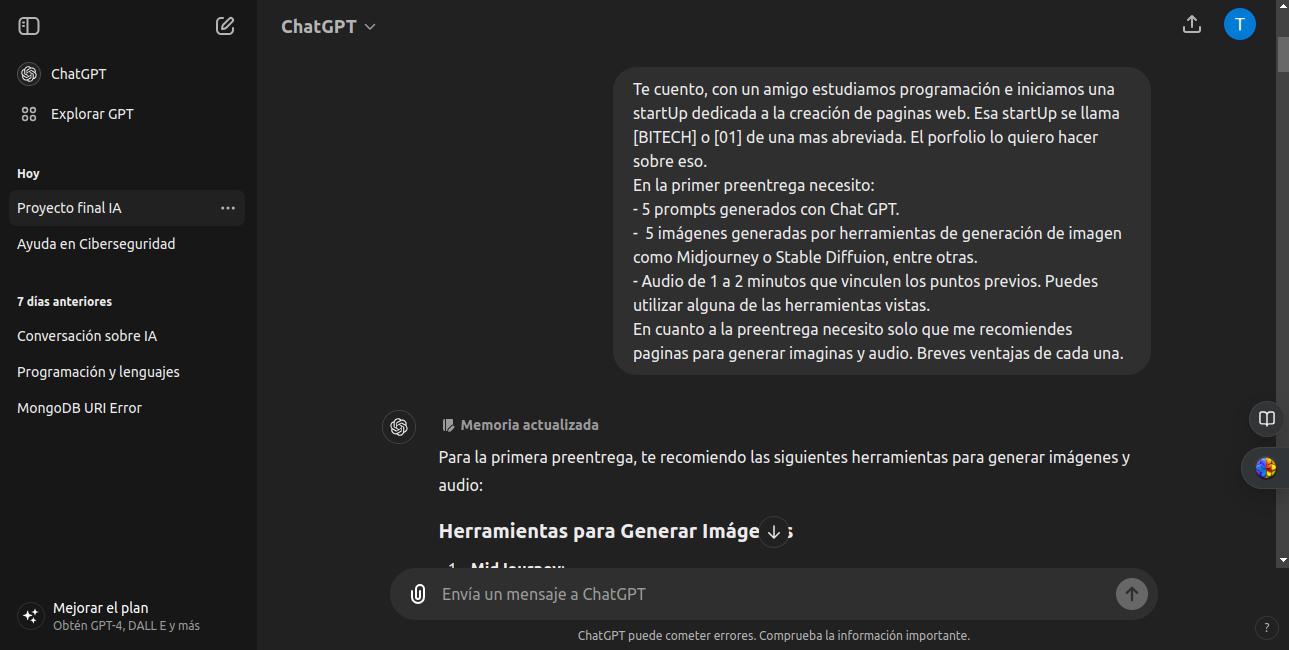 ChatGPT
Explorar GPT
Hoy
Proyecto final IA
Ayuda en Ciberseguridad
7 días anteriores
Conversación sobre IA
Programación y lenguajes
MongoDB URI Error
Mejorar el plan
Obtén GPT-4, DALL E y más
ChatGPT
T
Te cuento, con un amigo estudiamos programación e iniciamos una
startUp dedicada a la creación de paginas web. Esa startUp se llama
[BITECH] o [01] de una mas abreviada. El porfolio lo quiero hacer
sobre eso.
En la primer preentrega necesito:
- 5 prompts generados con Chat GPT.
-  5 imágenes generadas por herramientas de generación de imagen
como Midjourney o Stable Diffuion, entre otras.
- Audio de 1 a 2 minutos que vinculen los puntos previos. Puedes
utilizar alguna de las herramientas vistas.
En cuanto a la preentrega necesito solo que me recomiendes
paginas para generar imaginas y audio. Breves ventajas de cada una.
Memoria actualizada
Para la primera preentrega, te recomiendo las siguientes herramientas para generar imágenes y
audio:
Herramientas para Generar Imágenes
1. MidJourney:
Envía un mensaje a ChatGPT
ChatGPT puede cometer errores. Comprueba la información importante.
?